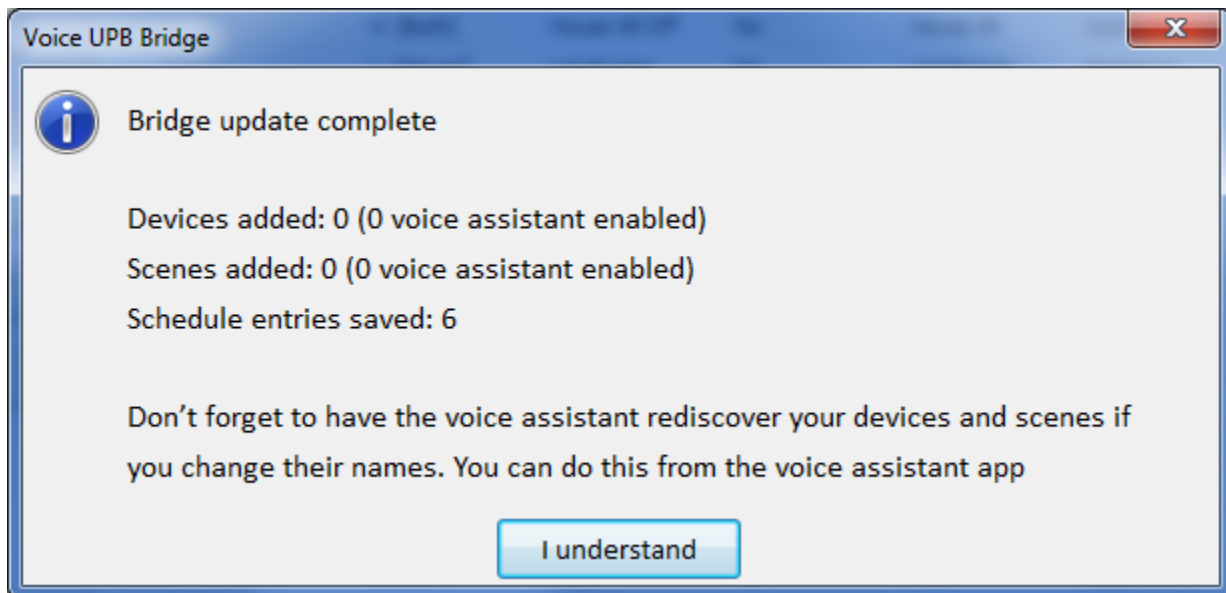 Voice UPB Bridge
Bridge update complete
Devices added: 0 (0 voice assistant enabled)
Scenes added: 0 (0 voice assistant enabled)
Schedule entries saved: 6
Don’t forget to have the voice assistant rediscover your devices and scenes if
you change their names. You can do this from the voice assistant app
I understand